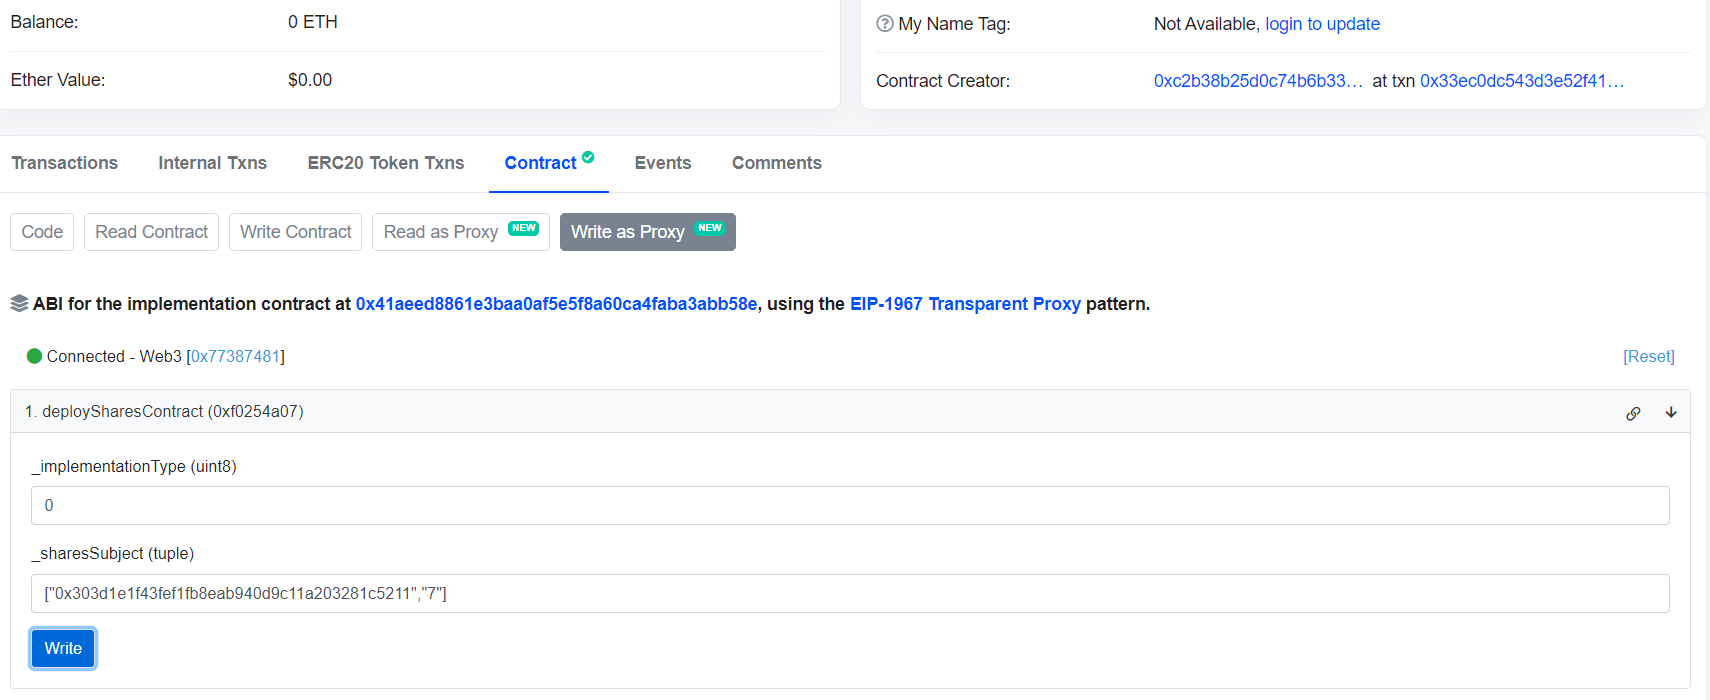 Balance: 0 ETH
Ether Value: $0.00
My Name Tag: Not Available, login to update
Contract Creator: 0xc2b38b25d0c74b6b33… at txn 0x33ec0dc543d3e52f41…
Transactions Internal Txns ERC20 Token Txns Contract Events Comments
Code Read Contract Write Contract Read as Proxy NEW Write as Proxy NEW
ABI for the implementation contract at 0x41aeed8861e3baa0af5e5f8a60ca4faba3abb58e, using the EIP-1967 Transparent Proxy pattern.
Connected - Web3 [0x77387481] [Reset]
1. deploySharesContract (0xf0254a07)
_implementationType (uint8)
0
_sharesSubject (tuple)
["0x303d1e1f43fef1fb8eab940d9c11a203281c5211","7"]
Write